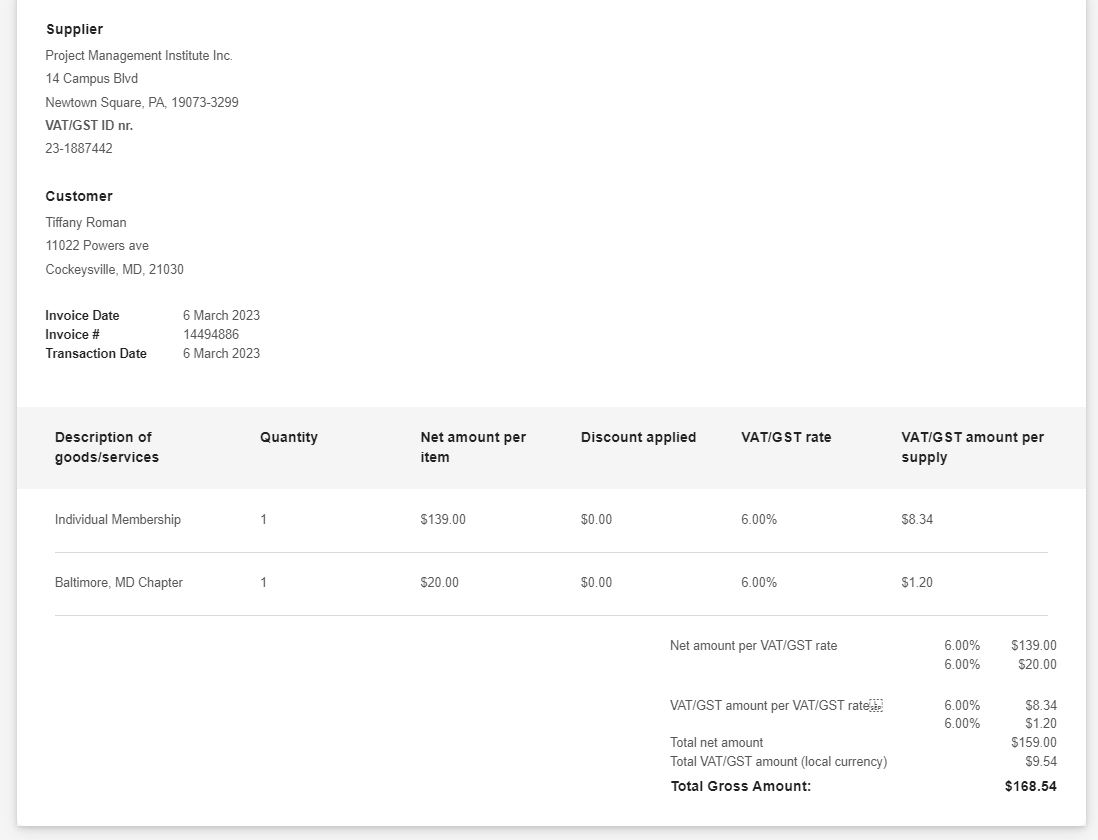 Supplier
Project Management Institute Inc.
14 Campus Blvd
Newtown Square, PA, 19073-3299
VAT/GST ID nr.
23-1887442
Customer
Tiffany Roman
11022 Powers ave
Cockeysville, MD, 21030
Invoice Date 6 March 2023
Invoice # 14494886
Transaction Date 6 March 2023
Description of goods/services Quantity Net amount per item Discount applied VAT/GST rate VAT/GST amount per supply
Individual Membership 1 $139.00 $0.00 6.00% $8.34
Baltimore, MD Chapter 1 $20.00 $0.00 6.00% $1.20
Net amount per VAT/GST rate 6.00% $139.00
6.00% $20.00
VAT/GST amount per VAT/GST rate 6.00% $8.34
6.00% $1.20
Total net amount $159.00
Total VAT/GST amount (local currency) $9.54
Total Gross Amount: $168.54